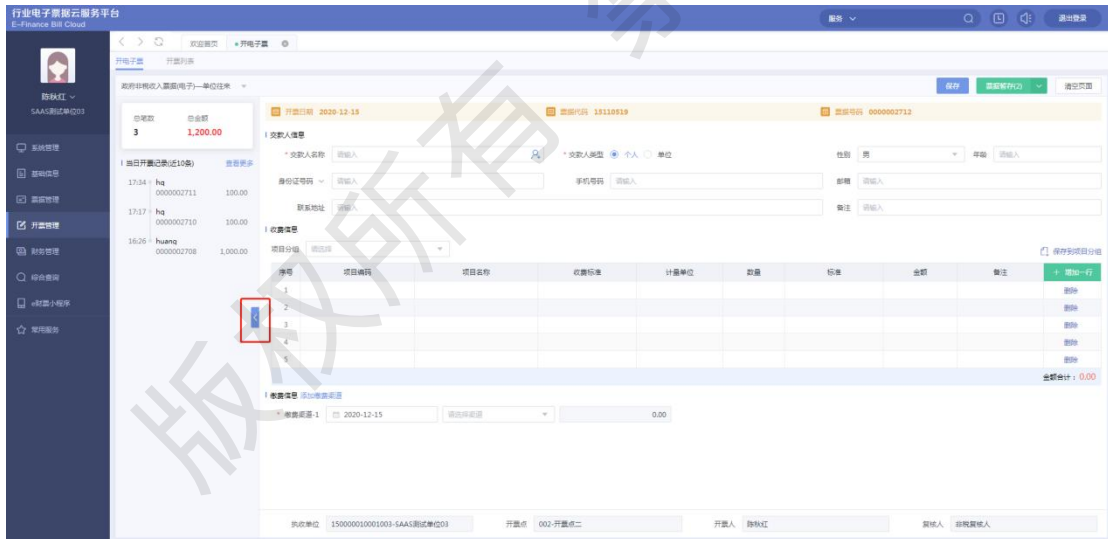 行业电子票据云服务平台
E-Finance Bill Cloud
服务
退出登录
欢迎首页 开电子票
开电子票 开票列表
陈秋红
SAAS测试单位03
系统管理
基础信息
票据管理
开票管理
财务管理
综合查询
e财票小程序
常用服务
政府非税收入票据(电子)—单位往来
保存 票据暂存(2) 清空页面
总笔数 总金额
3 1,200.00
当日开票记录(近10条) 查看更多
17:34 hq
0000002711 100.00
17:17 hq
0000002710 100.00
16:26 huang
0000002708 1,000.00
开票日期 2020-12-15 票据代码 15110519 票据号码 0000002712
交款人信息
* 交款人名称 请输入 * 交款人类型 个人 单位 性别 男 年龄 请输入
身份证号码 请输入 手机号码 请输入 邮箱 请输入
联系地址 请输入 备注 请输入
收费信息
项目分组 请选择 保存到项目分组
序号 项目编码 项目名称 收费标准 计量单位 数量 标准 金额 备注 + 增加一行
1 删除
2 删除
3 删除
4 删除
5 删除
金额合计：0.00
缴费信息 添加缴费渠道
* 缴费渠道-1 2020-12-15 请选择渠道 0.00
执收单位 150000010001003-SAAS测试单位03 开票点 002-开票点二 开票人 陈秋红 复核人 非税复核人
版权所有